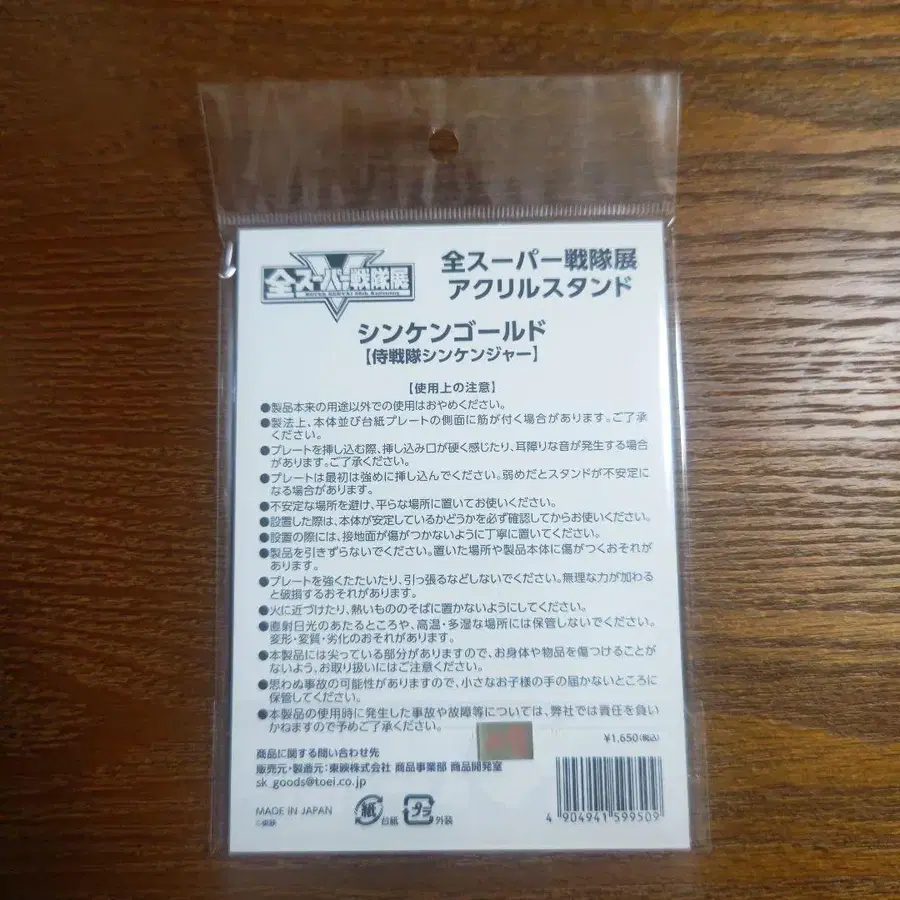 全スーパー戦隊展
全スーパー戦隊展
アクリルスタンド
シンケンゴールド
【侍戦隊シンケンジャー】
【使用上の注意】
●製品本来の用途以外での使用はおやめください。
●製法上、本体並び台紙プレートの側面に筋が付く場合があります。ご了承
ください。
●プレートを挿し込む際、挿し込み口が硬く感じたり、耳障りな音が発生する場合
があります。ご了承ください。
●プレートは最初は強めに挿し込んでください。弱めだとスタンドが不安定に
なる場合があります。
●不安定な場所を避け、平らな場所に置いてお使いください。
●設置した際は、本体が安定しているかどうかを必ず確認してからお使いください。
●設置の際には、接地面が傷がつかないように丁寧に置いてください。
●製品を引きずらないでください。置いた場所や製品本体に傷がつくおそれが
あります。
●プレートを強くたたいたり、引っ張るなどしないでください。無理な力が加わる
と破損するおそれがあります。
●火に近づけたり、熱いもののそばに置かないようにしてください。
●直射日光のあたるところや、高温・多湿な場所には保管しないでください。
変形・変質・劣化のおそれがあります。
●本製品には尖っている部分がありますので、お身体や物品を傷つけることが
ないよう、お取り扱いにはご注意ください。
●思わぬ事故の可能性がありますので、小さなお子様の手の届かないところに
保管してください。
●本製品の使用時に発生した事故や故障等については、弊社では責任を負い
かねますので予めご了承ください。
¥1,650(税込)
商品に関する問い合わせ先
販売元・製造元：東映株式会社 商品事業部 商品開発室
sk_goods@toei.co.jp
MADE IN JAPAN
©東映
紙 台紙 プラ 外装
4 904941 599509